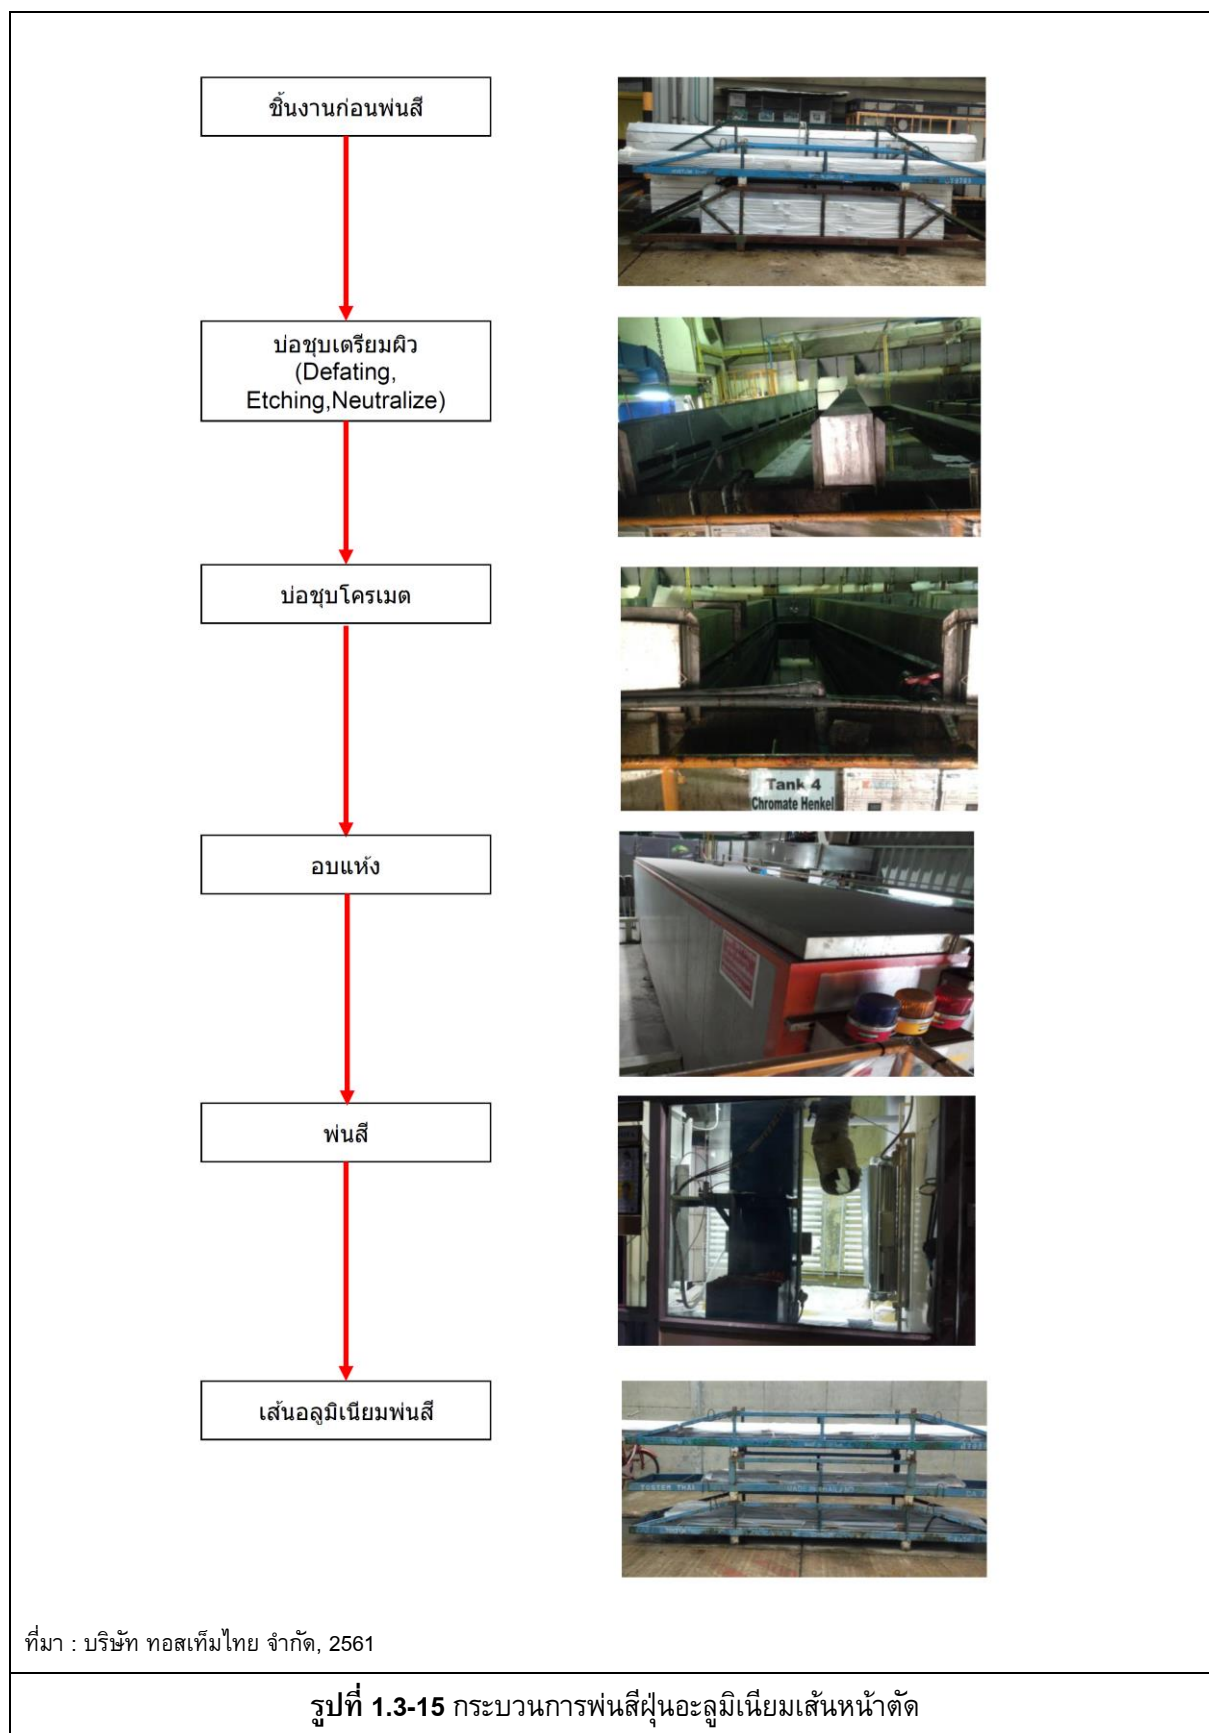 ชิ้นงานก่อนพ่นสี
บ่อชุบเตรียมผิว
(Defating,
Etching,Neutralize)
บ่อชุบโครเมต
Tank 4
Chromate Henkel
อบแห้ง
พ่นสี
เส้นอลูมิเนียมพ่นสี
TOSTEM THAI
ที่มา : บริษัท ทอสเท็มไทย จำกัด, 2561
รูปที่ 1.3-15 กระบวนการพ่นสีฝุ่นอะลูมิเนียมเส้นหน้าตัด